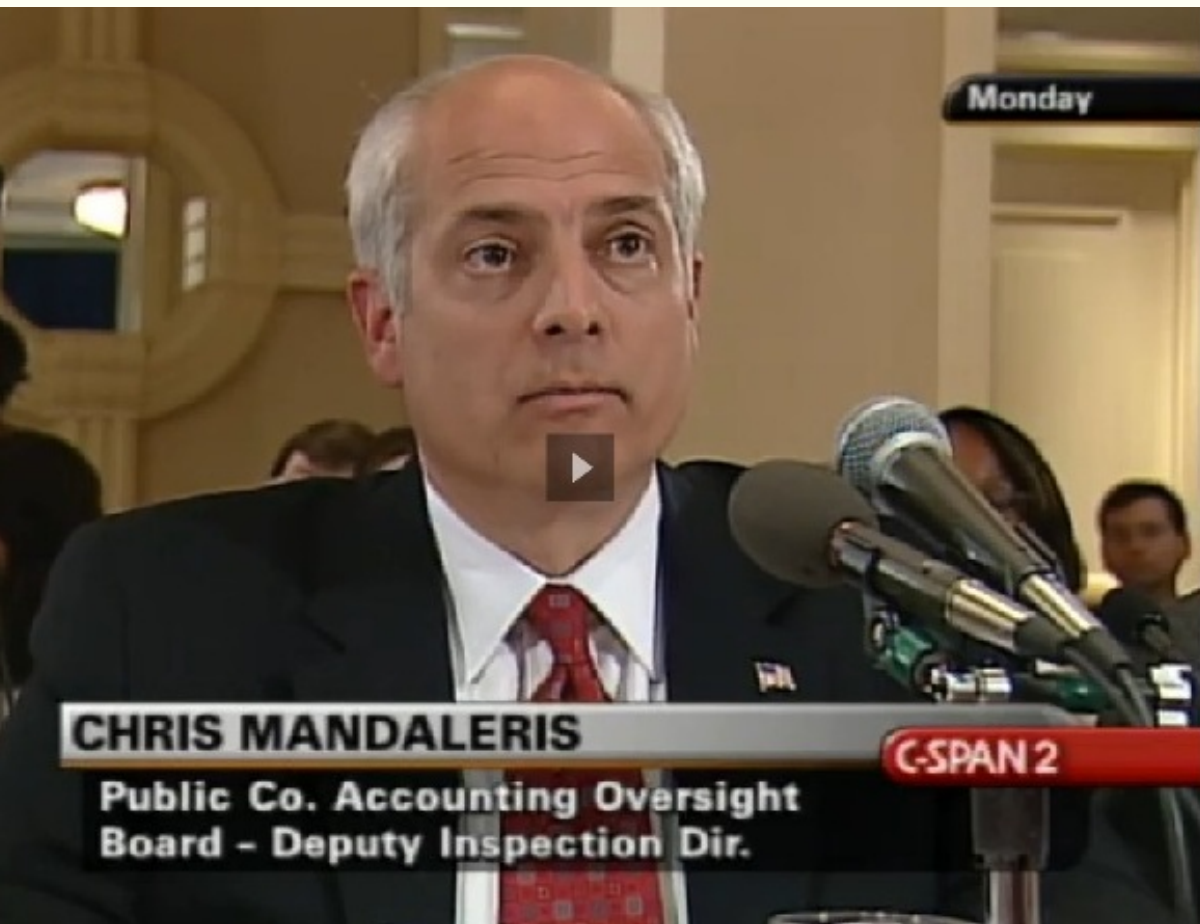 Monday
CHRIS MANDALERIS
C-SPAN 2
Public Co. Accounting Oversight
Board - Deputy Inspection Dir.